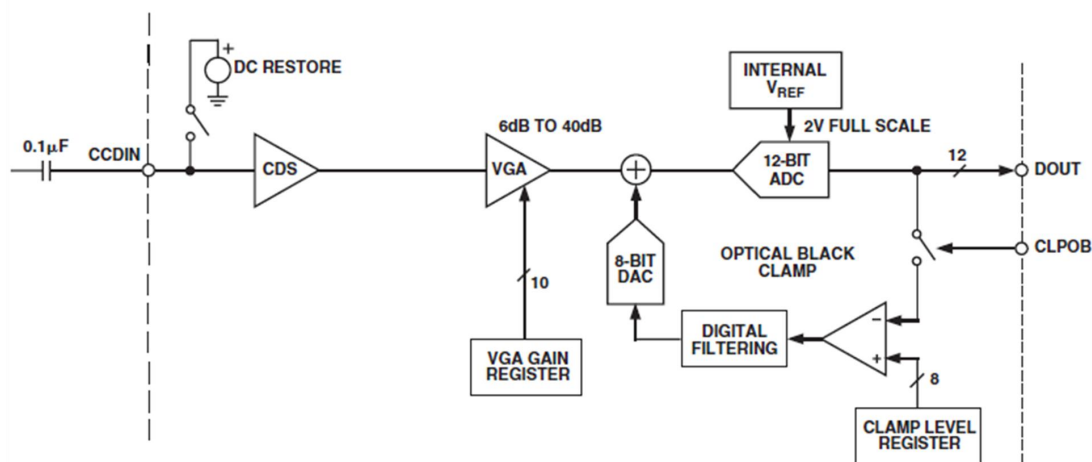 +
DC RESTORE
0.1µF
CCDIN
CDS
6dB TO 40dB
VGA
10
VGA GAIN
REGISTER
+
8-BIT
DAC
INTERNAL
VREF
2V FULL SCALE
12-BIT
ADC
12
DOUT
CLPOB
OPTICAL BLACK
CLAMP
DIGITAL
FILTERING
−
+
8
CLAMP LEVEL
REGISTER